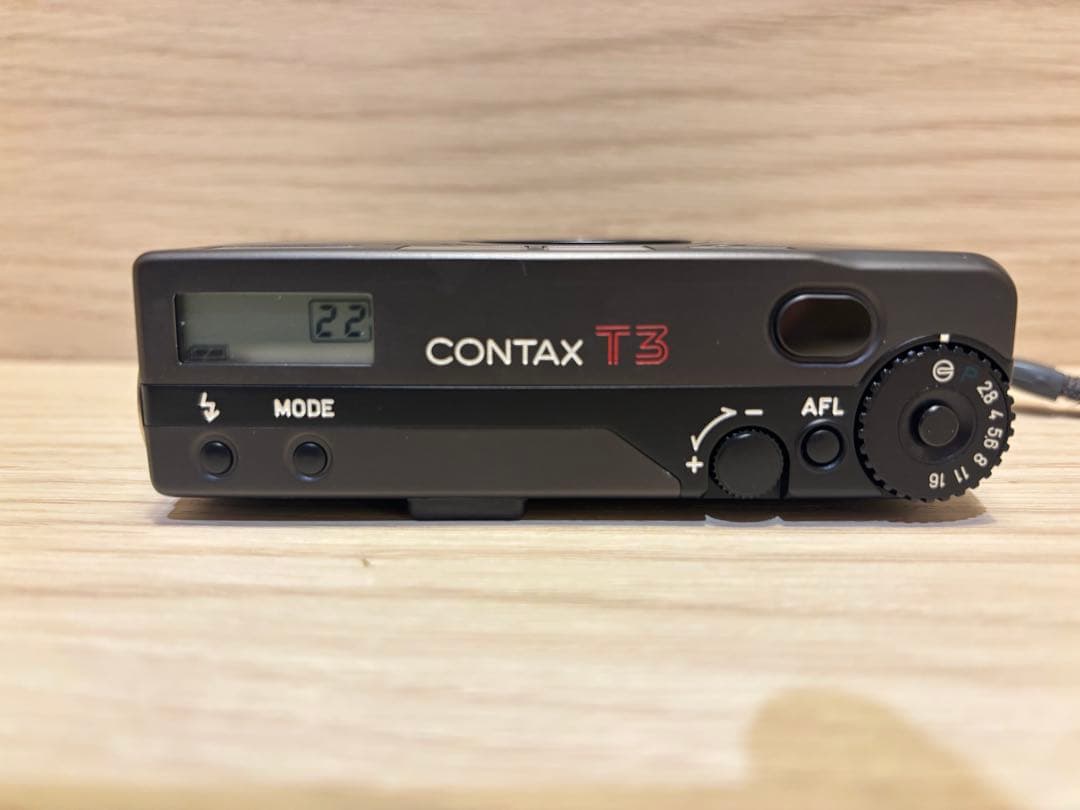 22
CONTAX T3
MODE
+ -
AFL
P 2.8 4 5.6 8 11 16